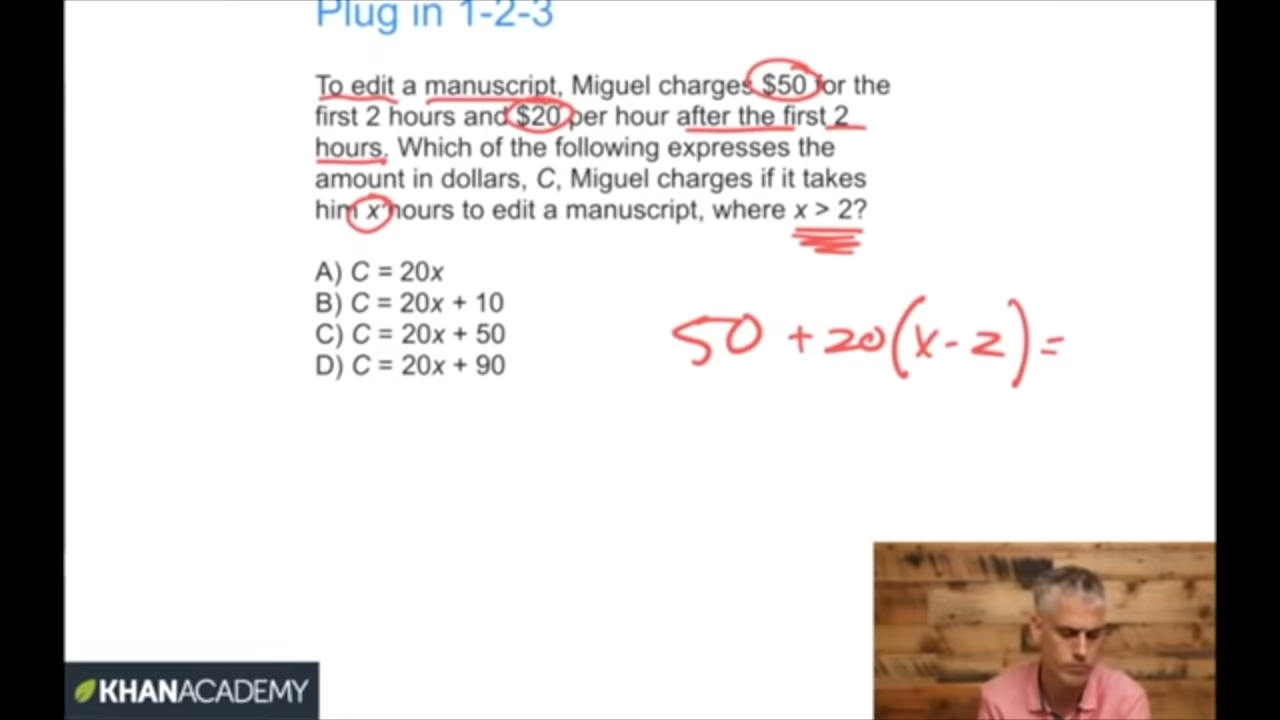 Plug in 1-2-3
To edit a manuscript, Miguel charges $50 for the
first 2 hours and $20 per hour after the first 2
hours. Which of the following expresses the
amount in dollars, C, Miguel charges if it takes
him x hours to edit a manuscript, where x > 2?
A) C = 20x
B) C = 20x + 10
C) C = 20x + 50
D) C = 20x + 90
50 + 20(x - 2) =
KHANACADEMY